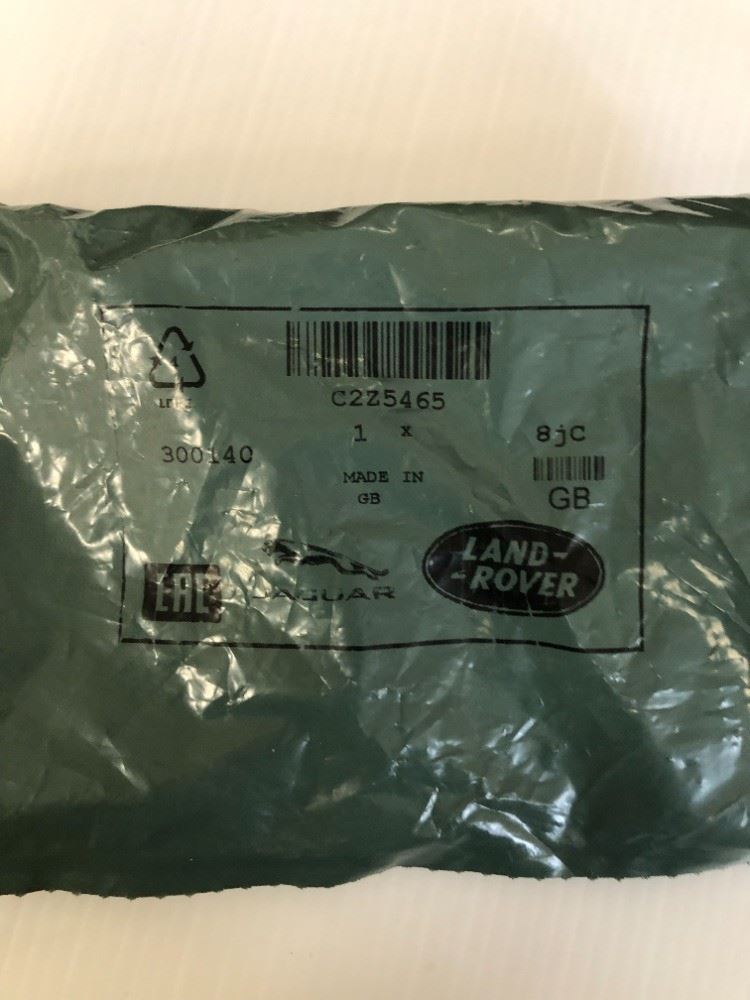 C2Z5465
1 x
8jC
300140
MADE IN
GB
GB
EAC
JAGUAR
LAND-
-ROVER